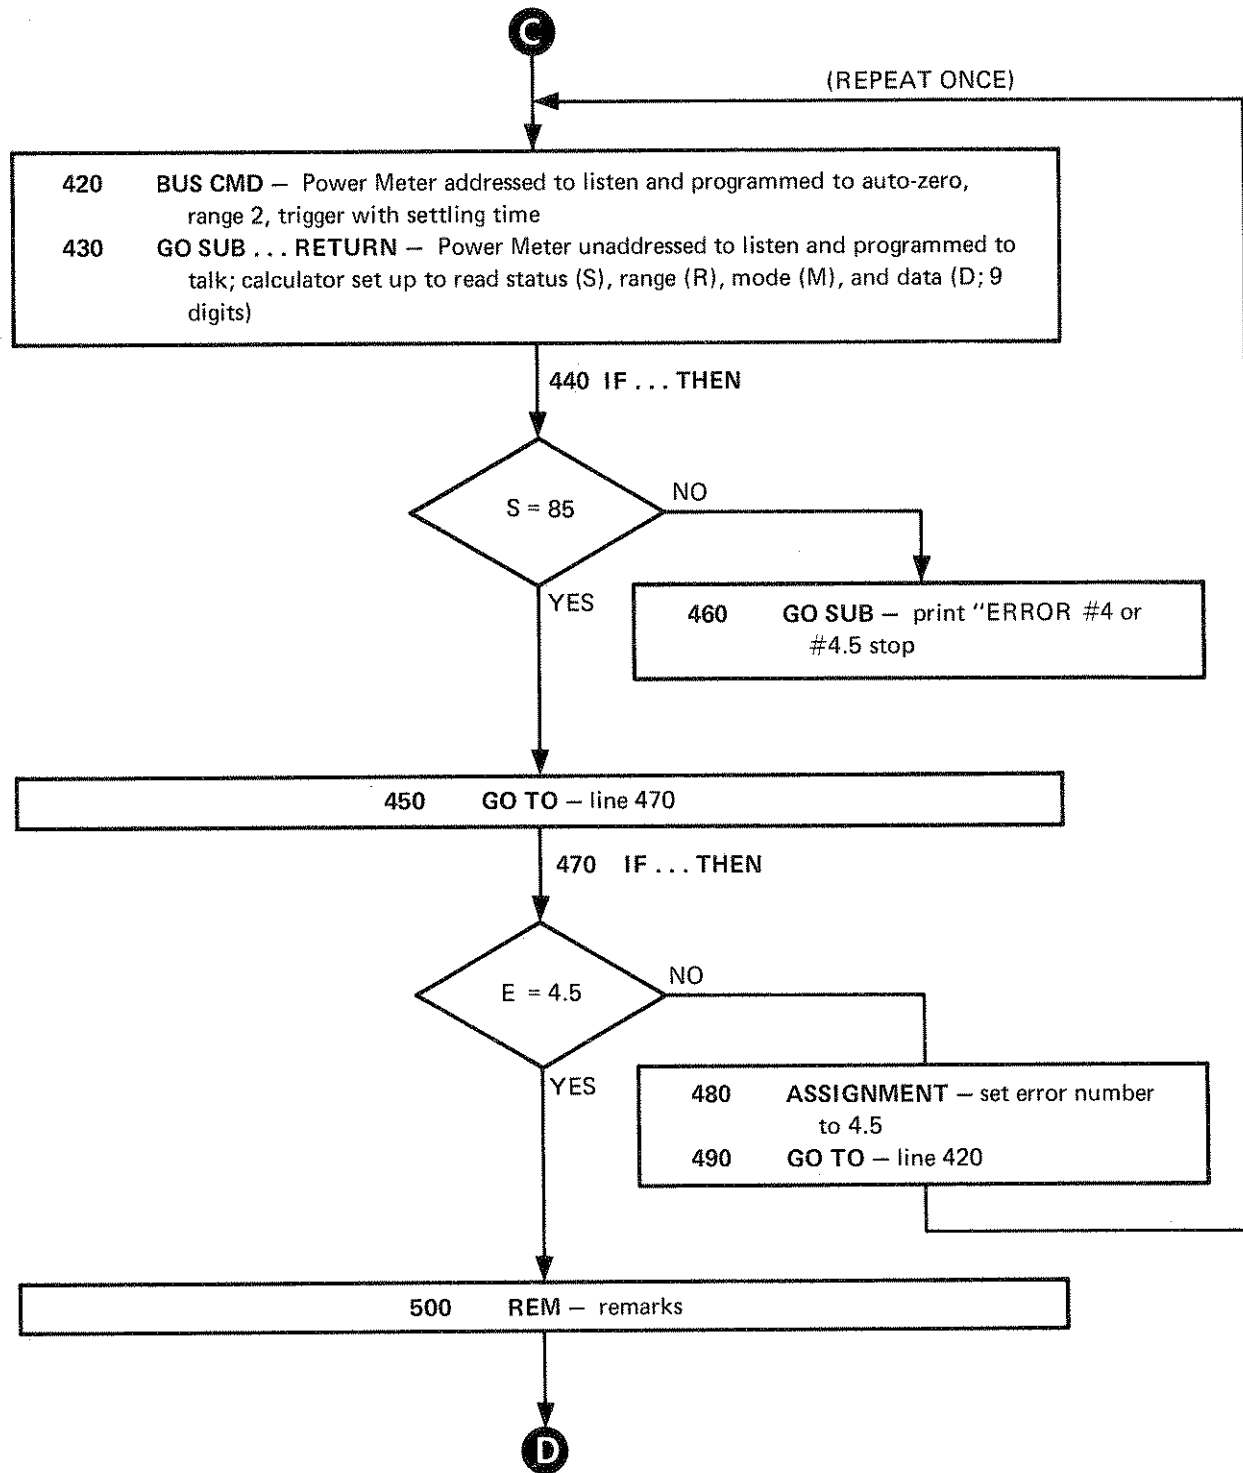 C
(REPEAT ONCE)
420 BUS CMD — Power Meter addressed to listen and programmed to auto-zero,
range 2, trigger with settling time
430 GO SUB . . . RETURN — Power Meter unaddressed to listen and programmed to
talk; calculator set up to read status (S), range (R), mode (M), and data (D; 9
digits)
440 IF . . . THEN
S = 85
NO
YES
460 GO SUB — print "ERROR #4 or
#4.5 stop
450 GO TO — line 470
470 IF . . . THEN
E = 4.5
NO
YES
480 ASSIGNMENT — set error number
to 4.5
490 GO TO — line 420
500 REM — remarks
D